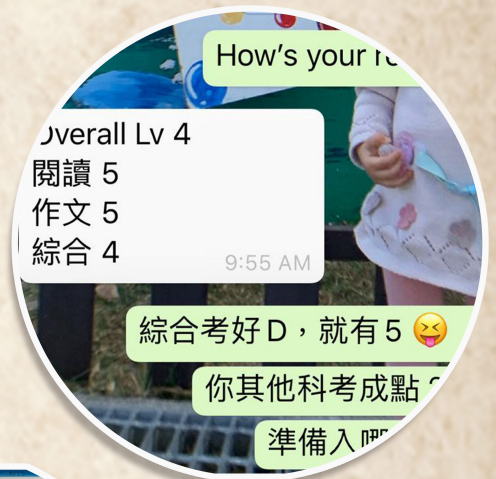 How's your
Overall Lv 4
閱讀 5
作文 5
綜合 4
9:55 AM
綜合考好D，就有5 😝
你其他科考成點
準備入